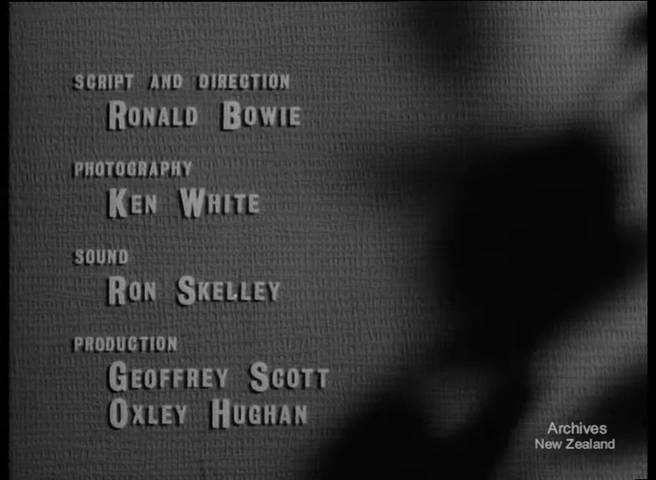 SCRIPT AND DIRECTION
RONALD BOWIE
PHOTOGRAPHY
KEN WHITE
SOUND
RON SKELLEY
PRODUCTION
GEOFFREY SCOTT
OXLEY HUGHAN
Archives
New Zealand